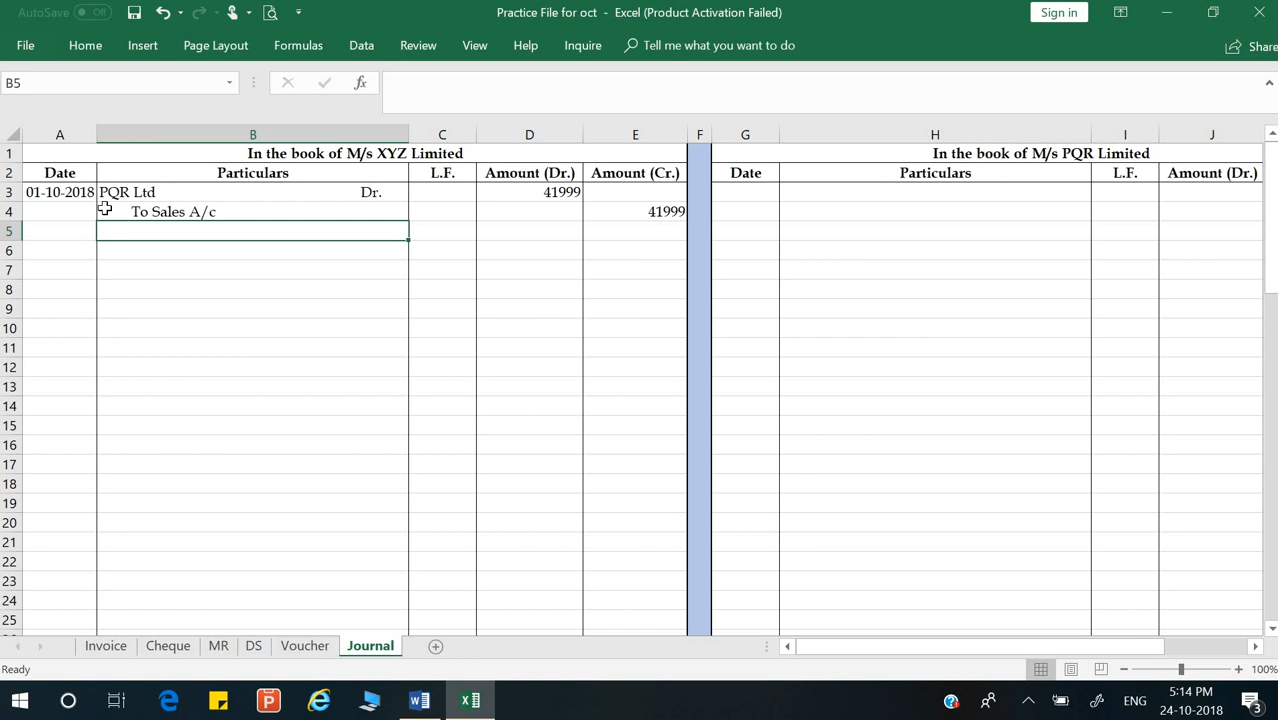 AutoSave Off
Practice File for oct - Excel (Product Activation Failed)
Sign in
File Home Insert Page Layout Formulas Data Review View Help Inquire Tell me what you want to do Share
B5 fx
A B C D E F G H I J
1 In the book of M/s XYZ Limited In the book of M/s PQR Limited
2 Date Particulars L.F. Amount (Dr.) Amount (Cr.) Date Particulars L.F. Amount (Dr.)
3 01-10-2018 PQR Ltd Dr. 41999
4 To Sales A/c 41999
5
6
7
8
9
10
11
12
13
14
15
16
17
18
19
20
21
22
23
24
25
Invoice Cheque MR DS Voucher Journal
Ready 100%
ENG
5:14 PM
24-10-2018
3